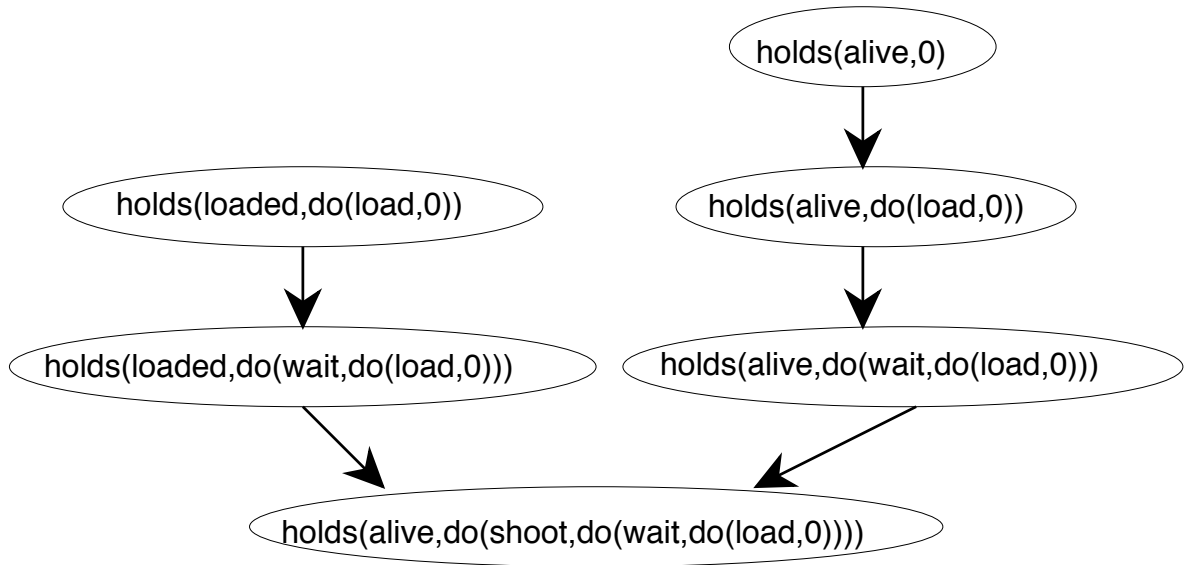 holds(alive,0)
holds(loaded,do(load,0))
holds(alive,do(load,0))
holds(loaded,do(wait,do(load,0)))
holds(alive,do(wait,do(load,0)))
holds(alive,do(shoot,do(wait,do(load,0))))